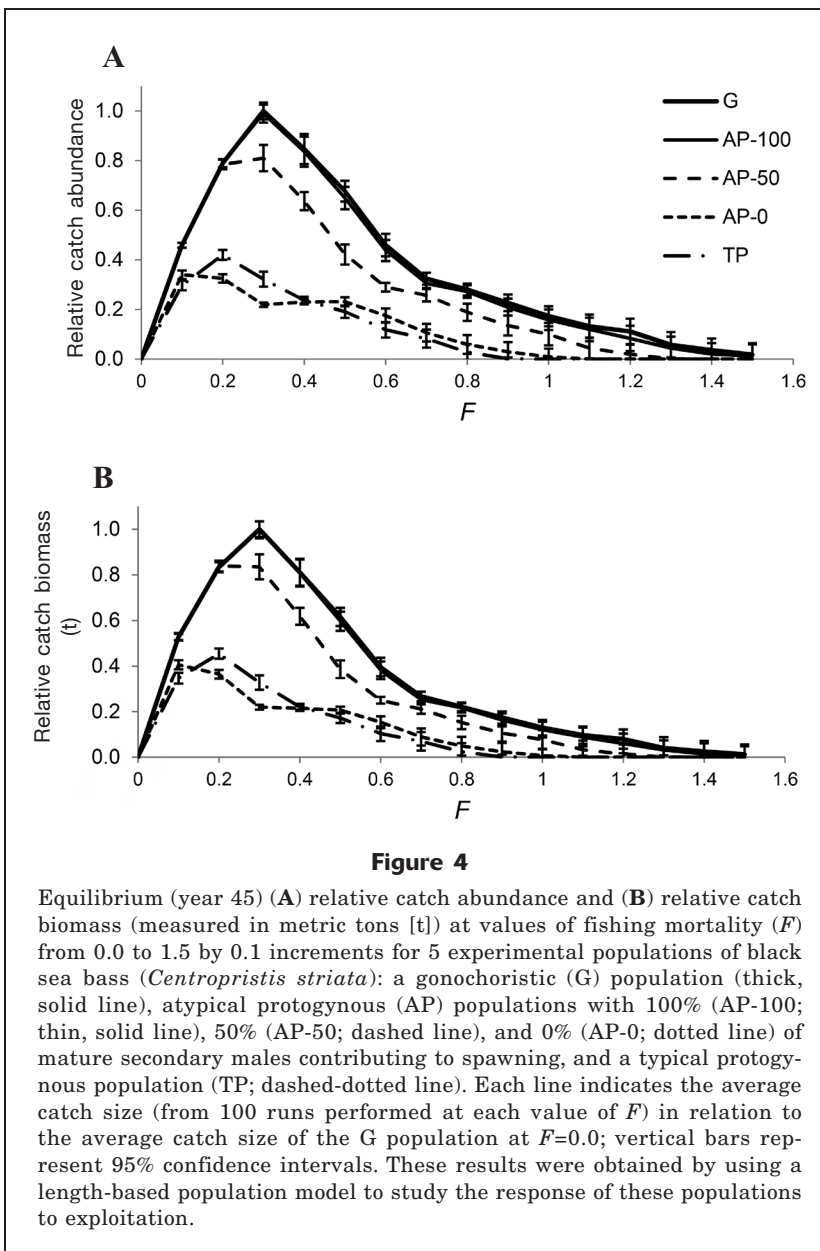 A
G
AP-100
AP-50
AP-0
TP
Relative catch abundance
1.0
0.8
0.6
0.4
0.2
0.0
0 0.2 0.4 0.6 0.8 1 1.2 1.4 1.6
F
B
Relative catch biomass
(t)
1.0
0.8
0.6
0.4
0.2
0.0
0 0.2 0.4 0.6 0.8 1 1.2 1.4 1.6
F
Figure 4
Equilibrium (year 45) (A) relative catch abundance and (B) relative catch
biomass (measured in metric tons [t]) at values of fishing mortality (F)
from 0.0 to 1.5 by 0.1 increments for 5 experimental populations of black
sea bass (Centropristis striata): a gonochoristic (G) population (thick,
solid line), atypical protogynous (AP) populations with 100% (AP-100;
thin, solid line), 50% (AP-50; dashed line), and 0% (AP-0; dotted line) of
mature secondary males contributing to spawning, and a typical protogy-
nous population (TP; dashed-dotted line). Each line indicates the average
catch size (from 100 runs performed at each value of F) in relation to
the average catch size of the G population at F=0.0; vertical bars rep-
resent 95% confidence intervals. These results were obtained by using a
length-based population model to study the response of these populations
to exploitation.